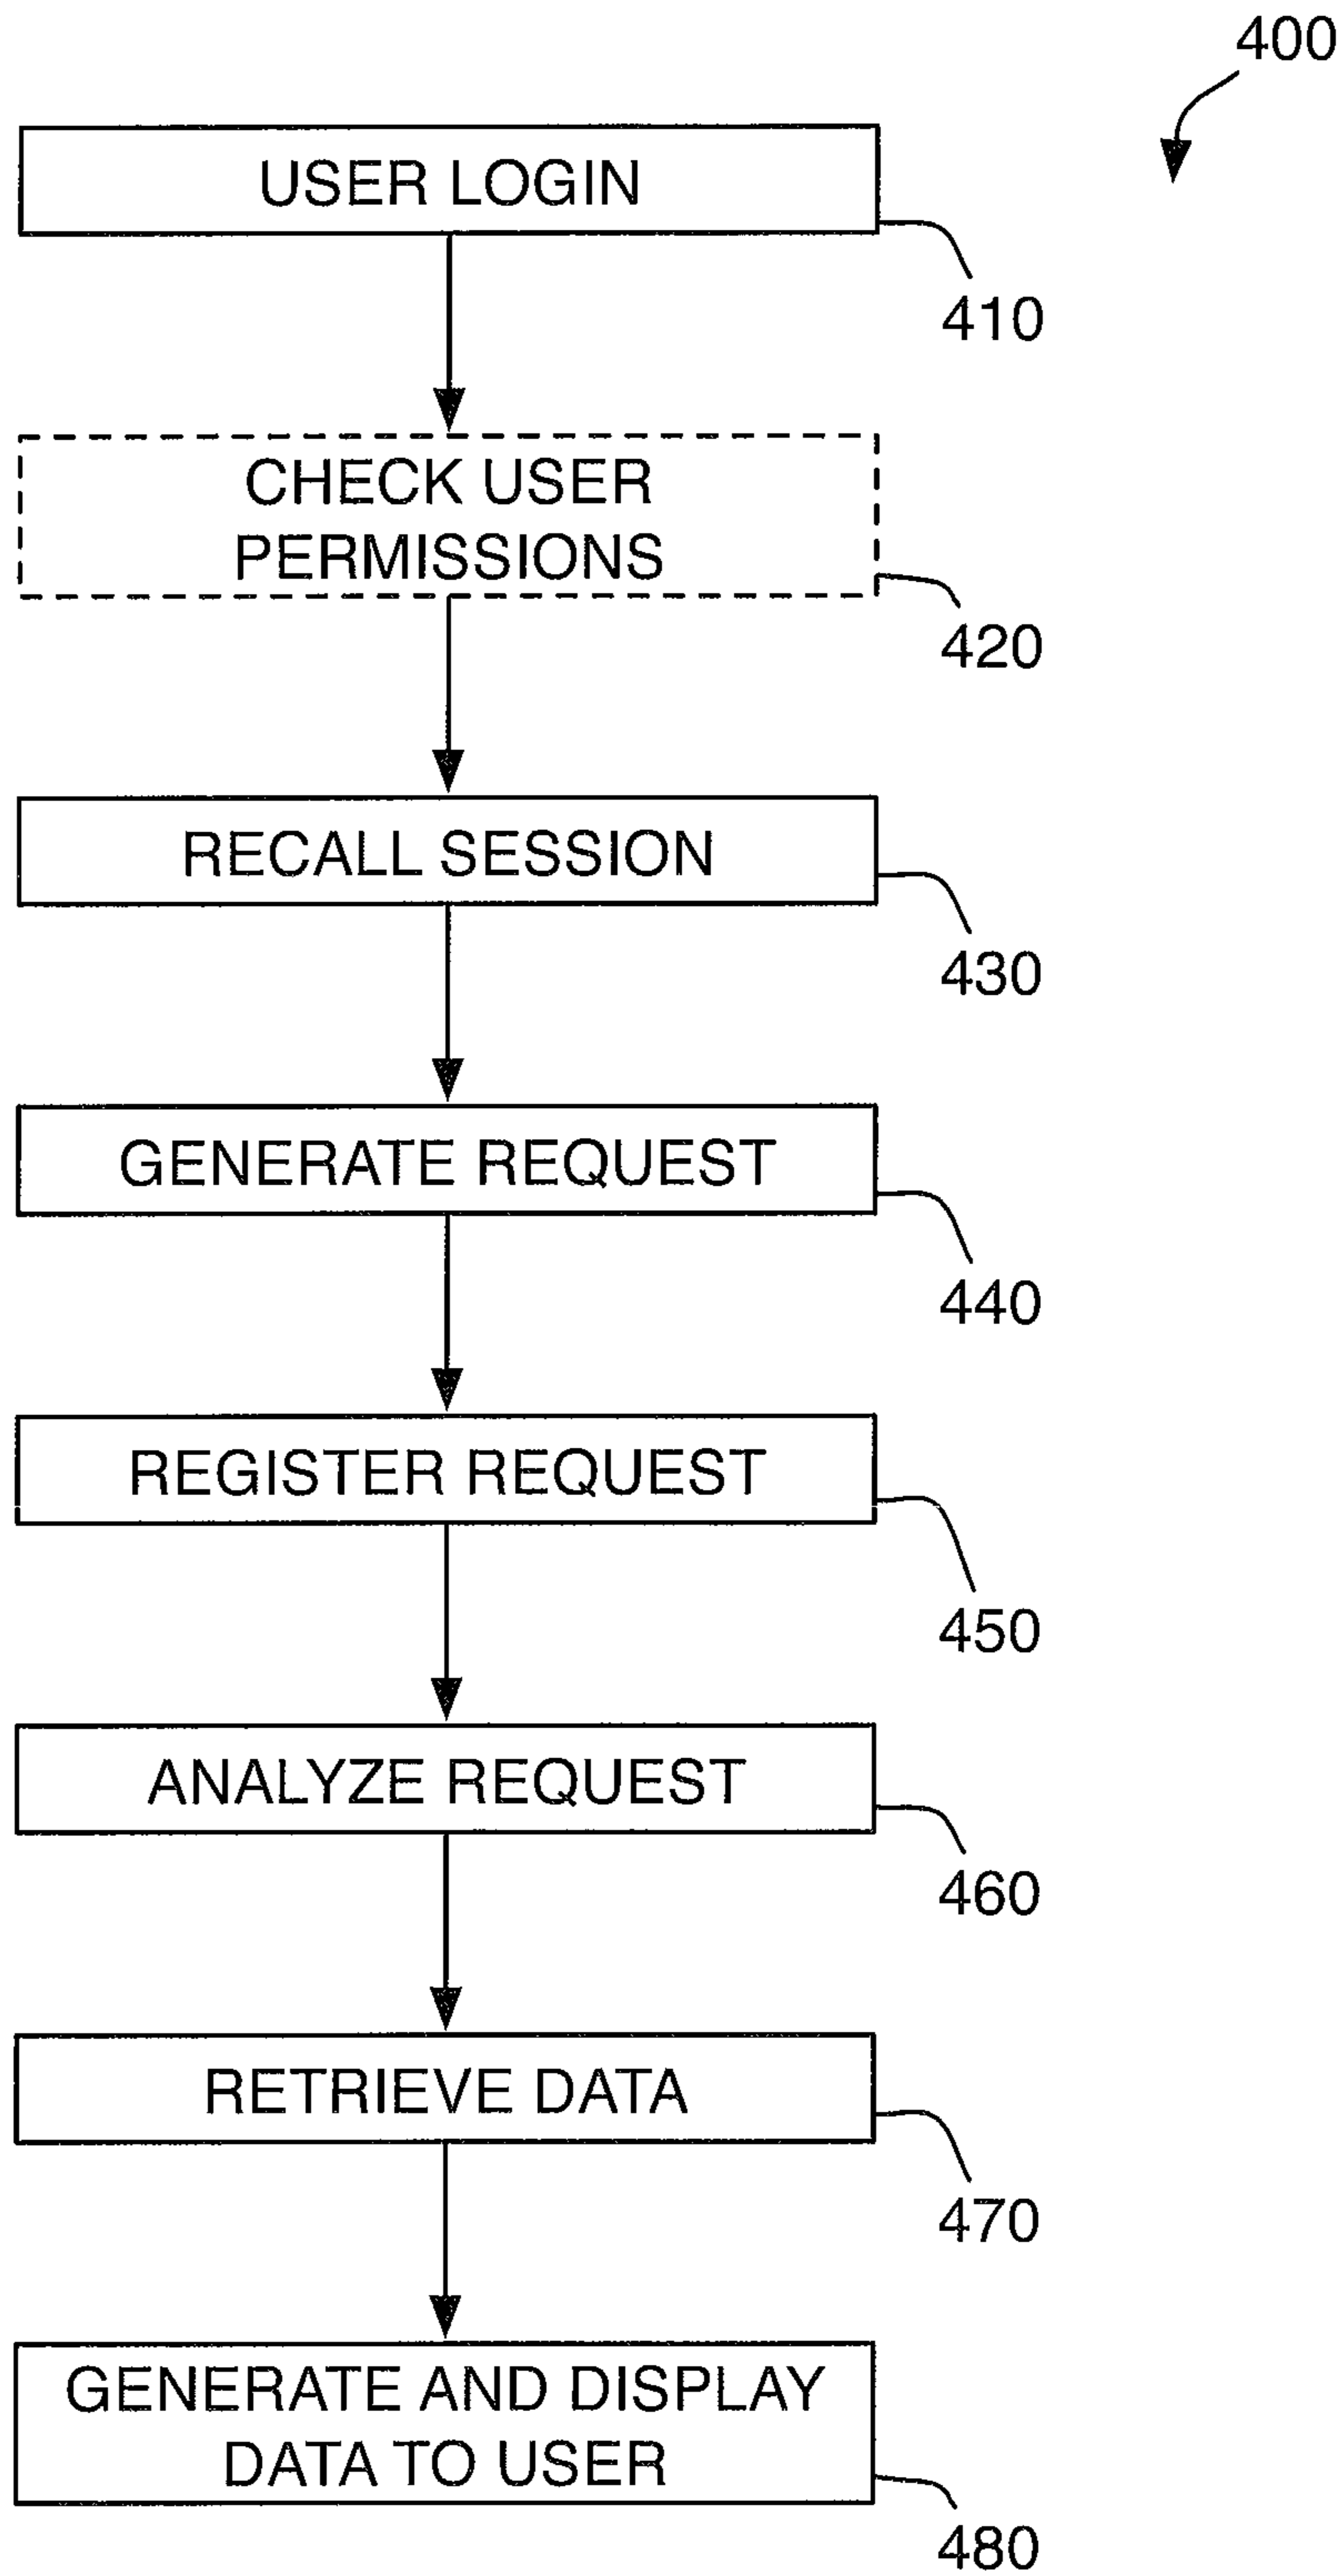 400
USER LOGIN
410
CHECK USER
PERMISSIONS
420
RECALL SESSION
430
GENERATE REQUEST
440
REGISTER REQUEST
450
ANALYZE REQUEST
460
RETRIEVE DATA
470
GENERATE AND DISPLAY
DATA TO USER
480